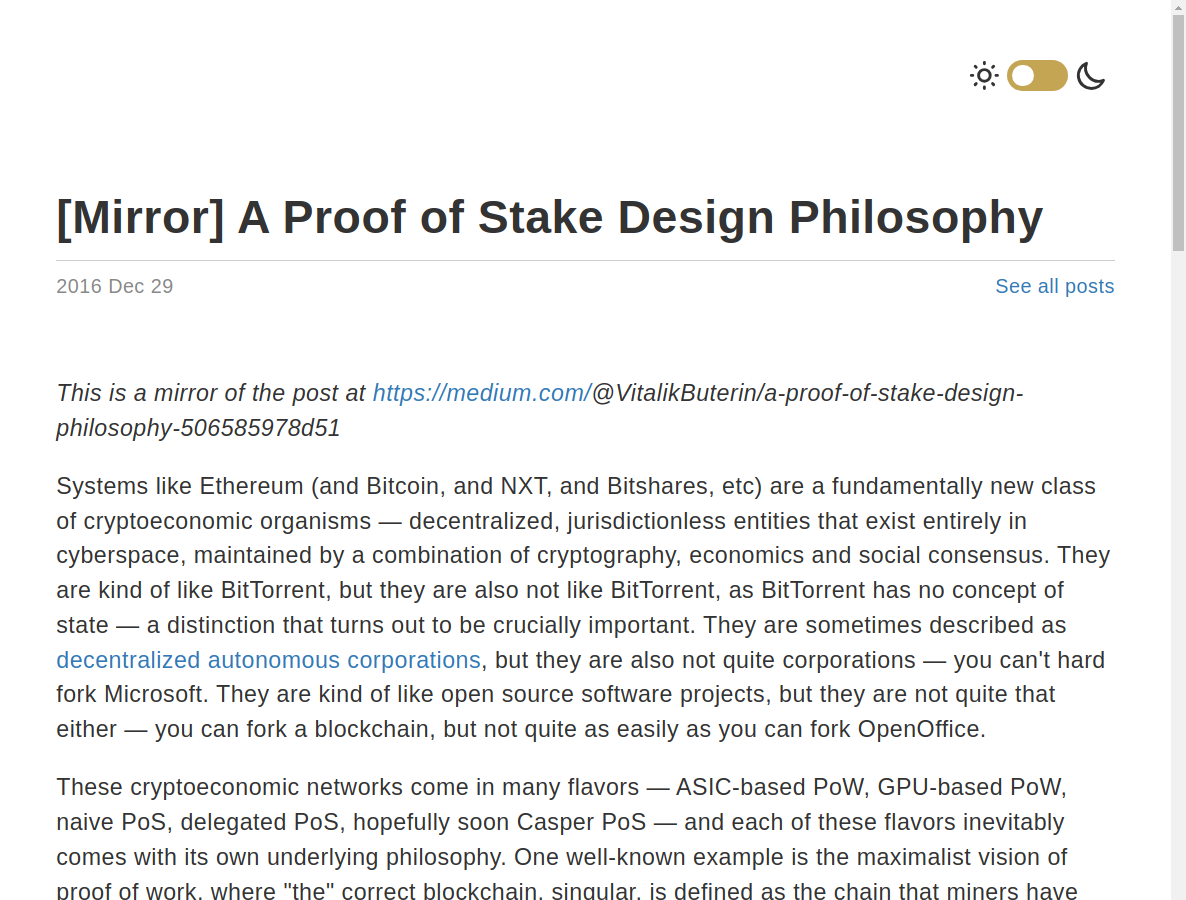 [Mirror] A Proof of Stake Design Philosophy
2016 Dec 29
See all posts
This is a mirror of the post at https://medium.com/@VitalikButerin/a-proof-of-stake-design-
philosophy-506585978d51
Systems like Ethereum (and Bitcoin, and NXT, and Bitshares, etc) are a fundamentally new class
of cryptoeconomic organisms — decentralized, jurisdictionless entities that exist entirely in
cyberspace, maintained by a combination of cryptography, economics and social consensus. They
are kind of like BitTorrent, but they are also not like BitTorrent, as BitTorrent has no concept of
state — a distinction that turns out to be crucially important. They are sometimes described as
decentralized autonomous corporations, but they are also not quite corporations — you can't hard
fork Microsoft. They are kind of like open source software projects, but they are not quite that
either — you can fork a blockchain, but not quite as easily as you can fork OpenOffice.
These cryptoeconomic networks come in many flavors — ASIC-based PoW, GPU-based PoW,
naive PoS, delegated PoS, hopefully soon Casper PoS — and each of these flavors inevitably
comes with its own underlying philosophy. One well-known example is the maximalist vision of
proof of work, where "the" correct blockchain, singular, is defined as the chain that miners have